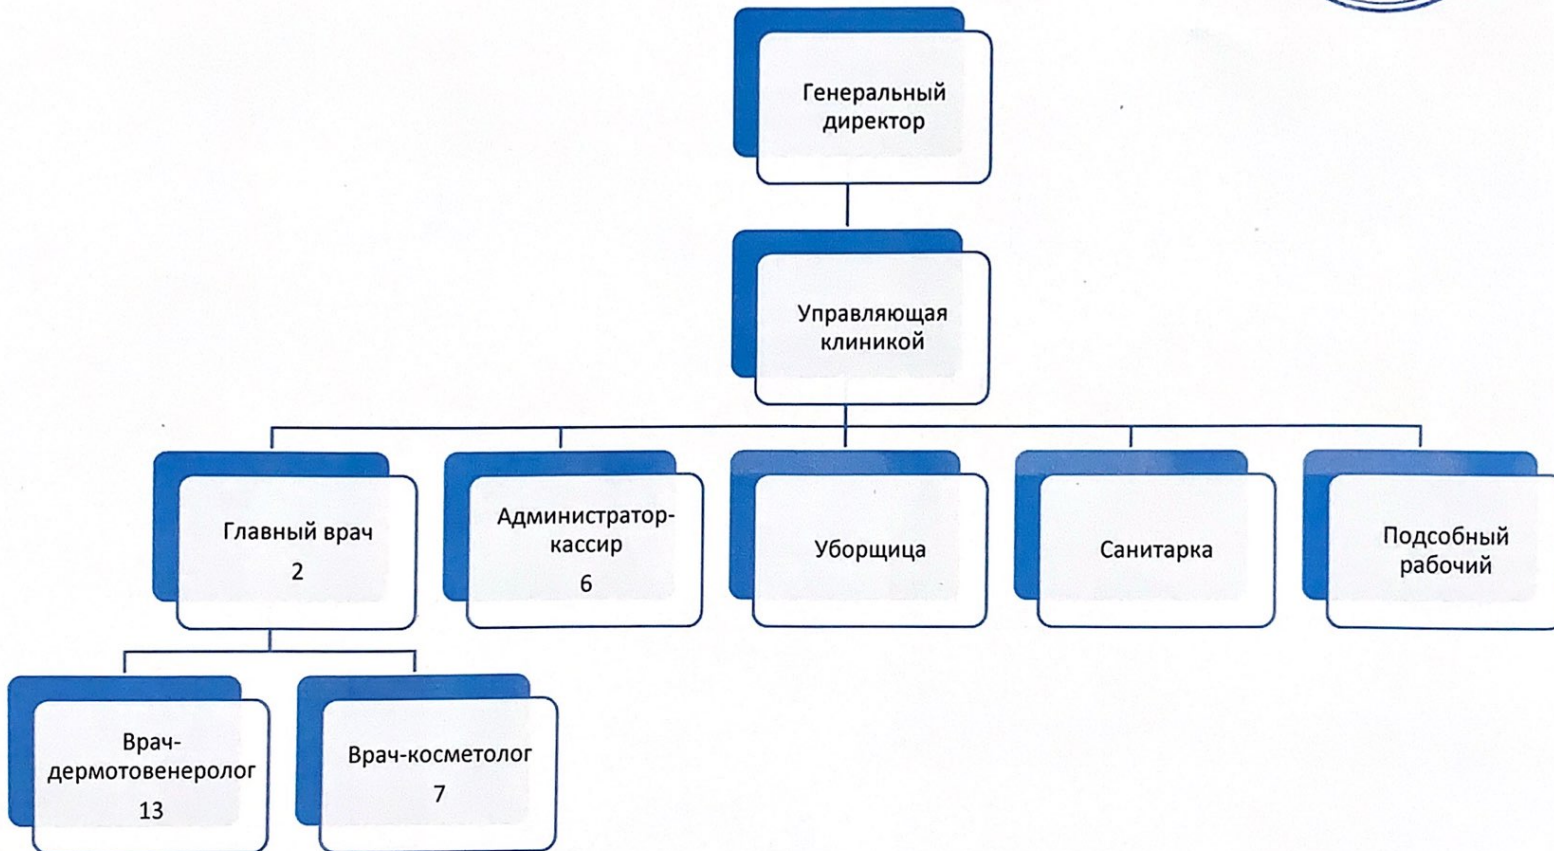 Генеральный
директор
Управляющая
клиникой
Главный врач
2
Администратор-
кассир
6
Уборщица
Санитарка
Подсобный
рабочий
Врач-
дермотовенеролог
13
Врач-косметолог
7